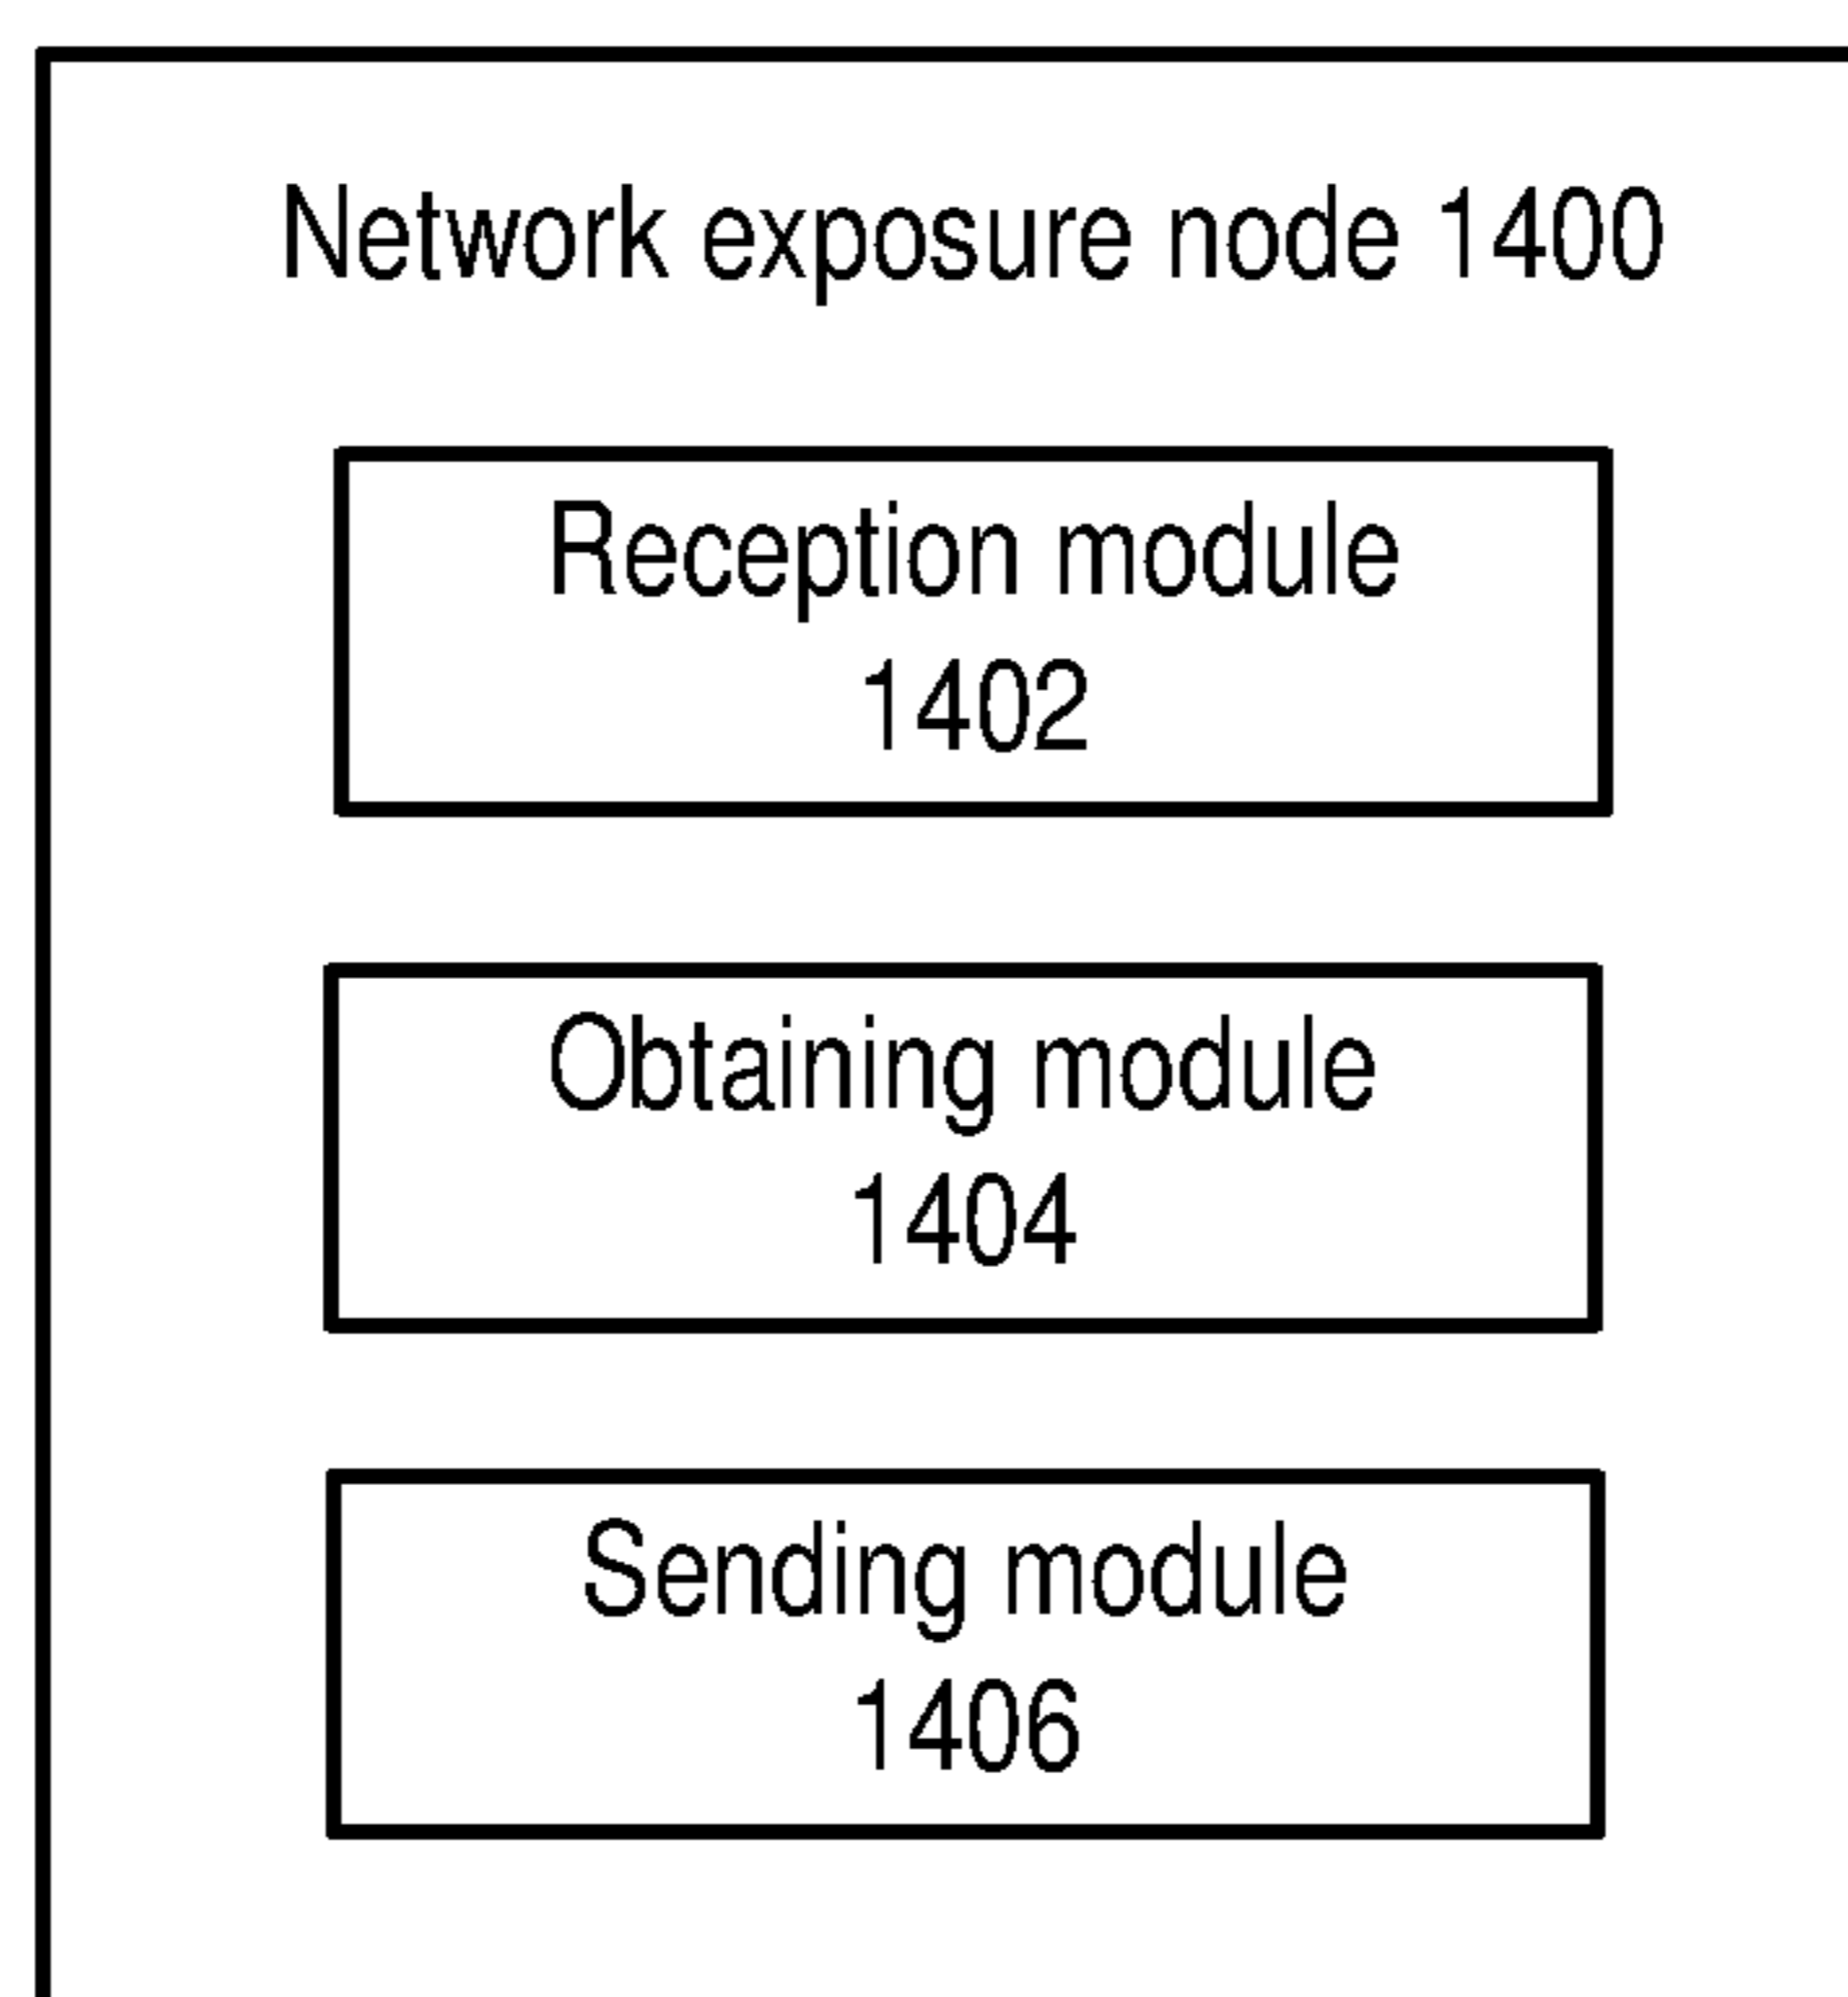 Network exposure node 1400
Reception module
1402
Obtaining module
1404
Sending module
1406